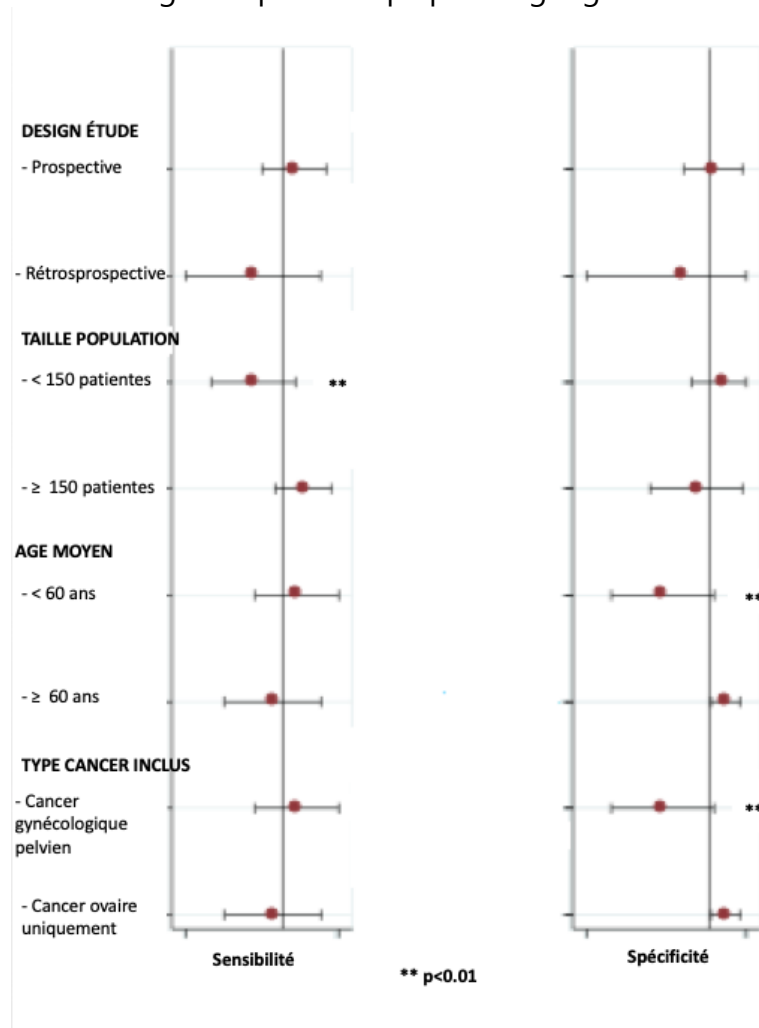 DESIGN ÉTUDE
- Prospective
- Rétrosprospective
TAILLE POPULATION
- < 150 patientes
**
- ≥ 150 patientes
AGE MOYEN
- < 60 ans
**
- ≥ 60 ans
TYPE CANCER INCLUS
- Cancer
gynécologique
pelvien
**
- Cancer ovaire
uniquement
Sensibilité
Spécificité
** p<0.01